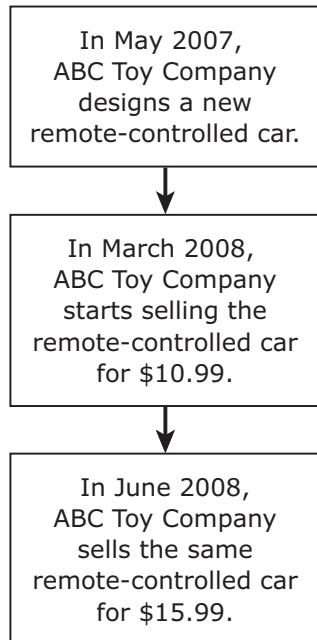 In May 2007,
ABC Toy Company
designs a new
remote-controlled car.
In March 2008,
ABC Toy Company
starts selling the
remote-controlled car
for $10.99.
In June 2008,
ABC Toy Company
sells the same
remote-controlled car
for $15.99.